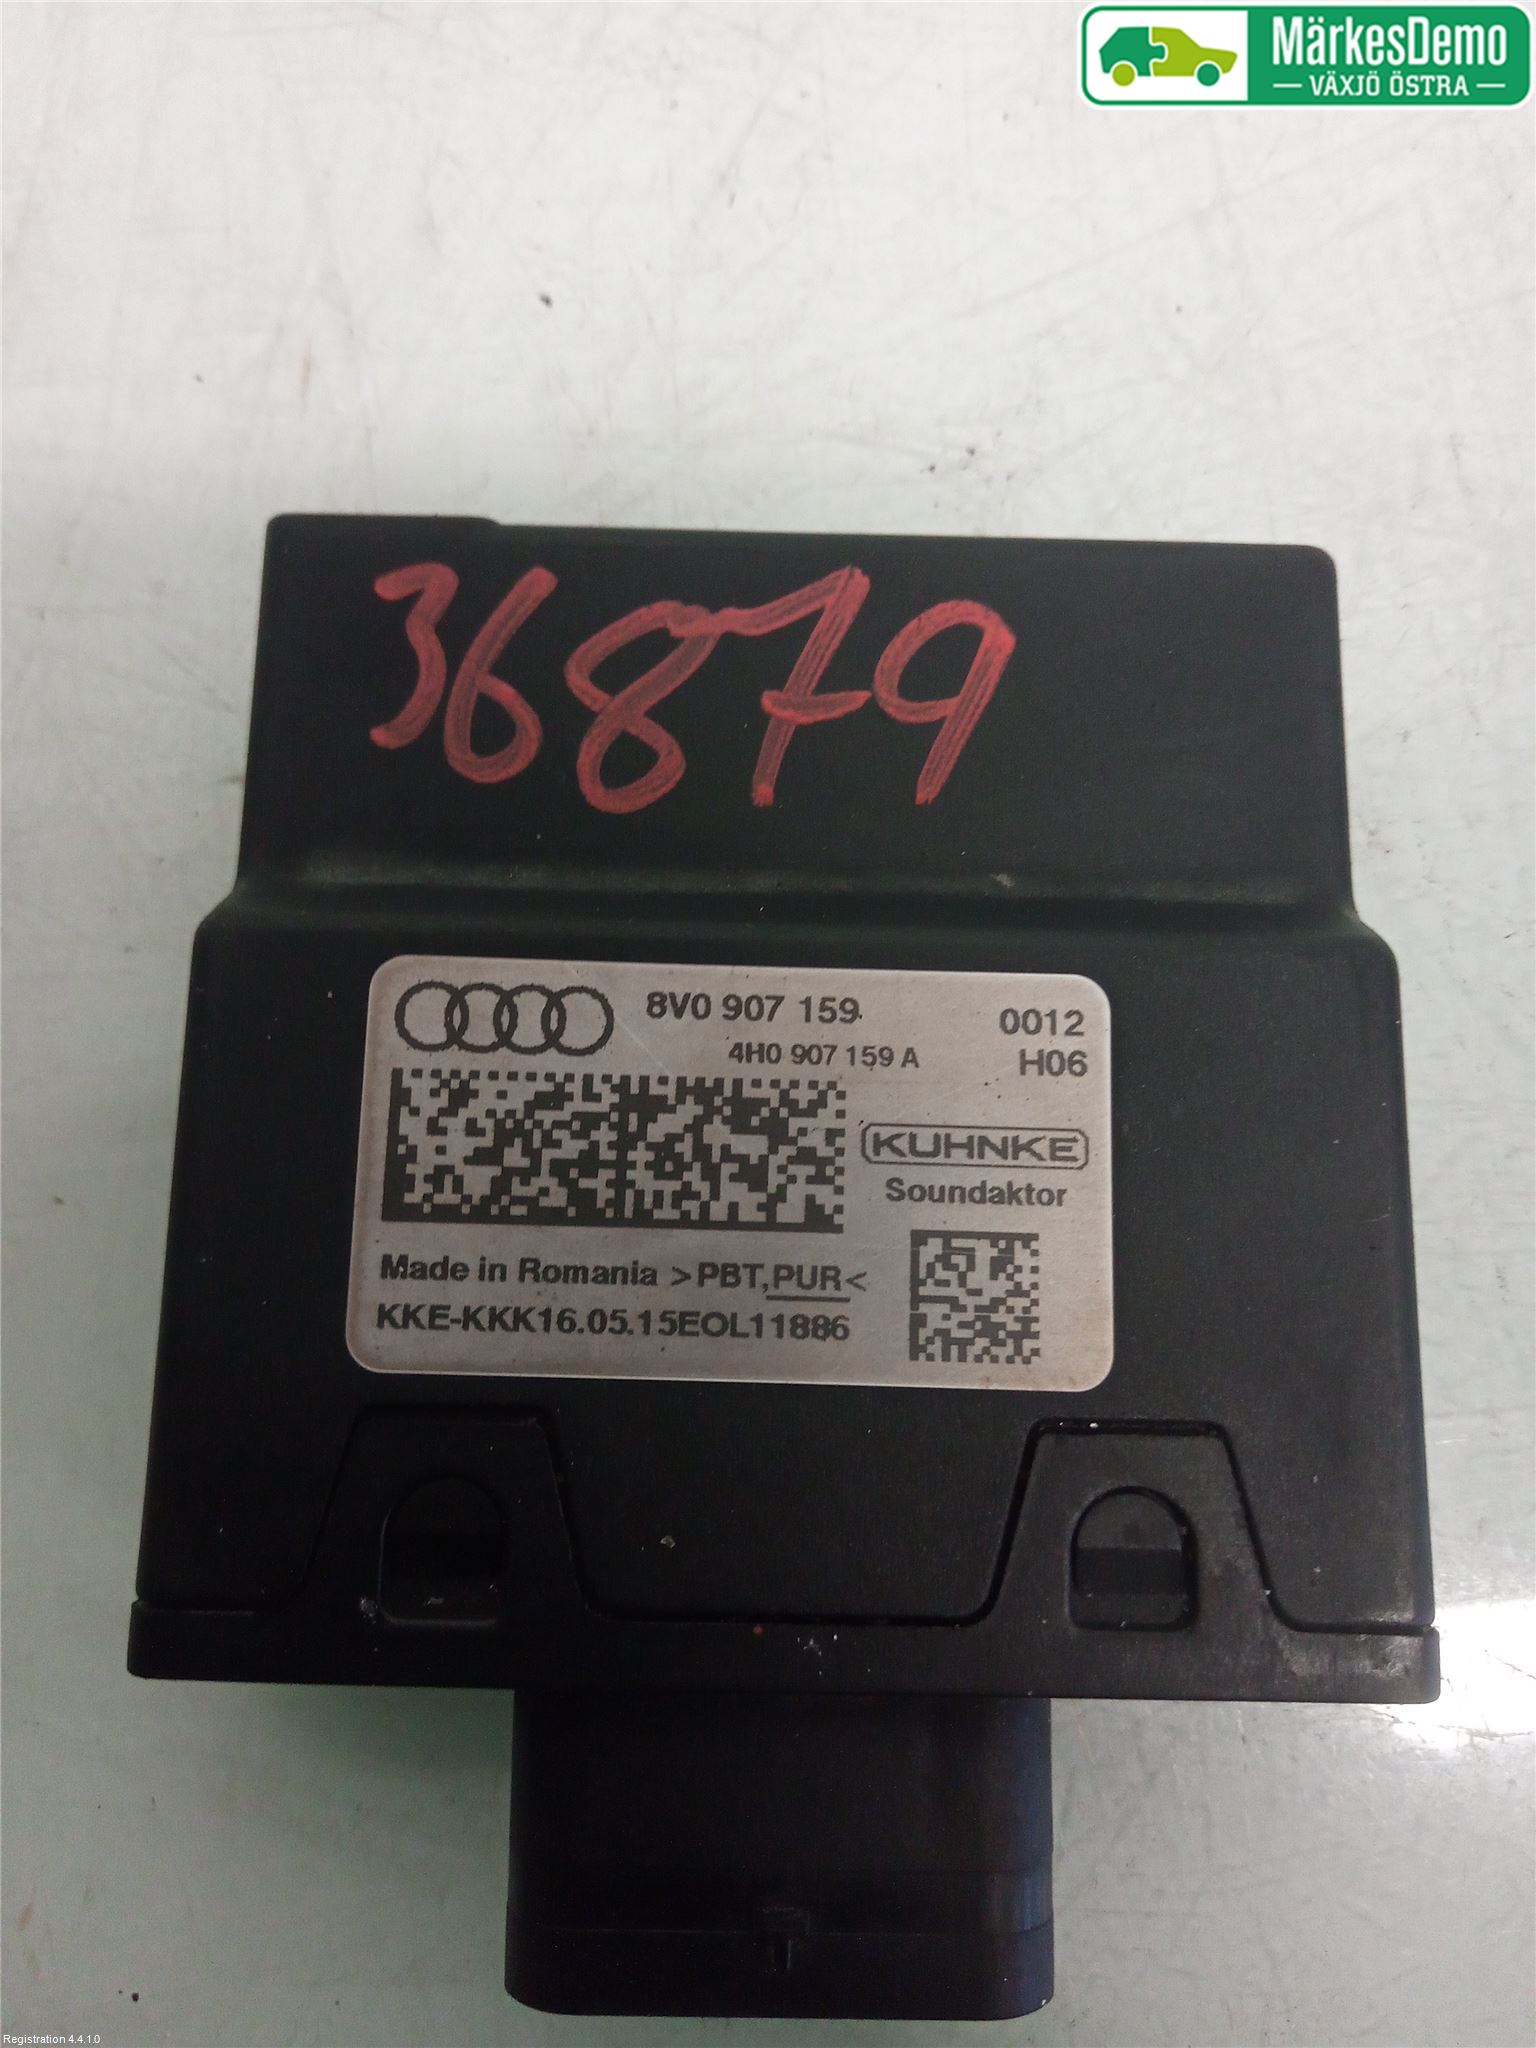 MärkesDemo
VÄXJÖ ÖSTRA
36879
8V0 907 159
0012
4H0 907 159 A
H06
KUHNKE
Soundaktor
Made in Romania >PBT,PUR<
KKE-KKK16.05.15EOL11886
Registration 4.4.1.0